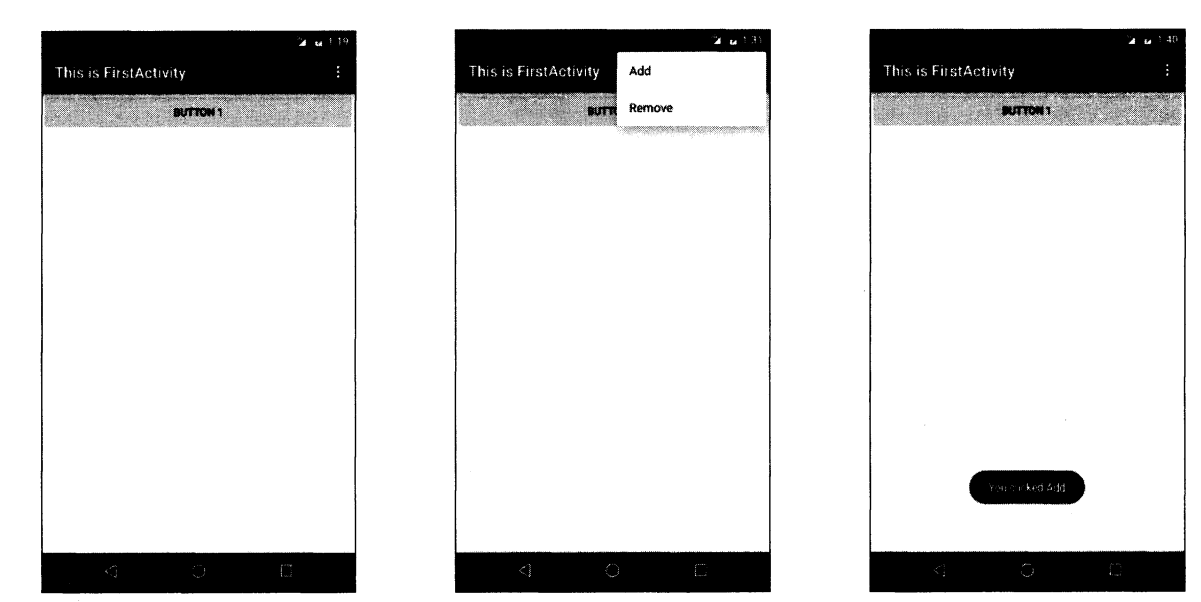 1:19
This is FirstActivity
BUTTON 1
1:31
This is FirstActivity
Add
Remove
1:40
This is FirstActivity
BUTTON 1
You clicked Add